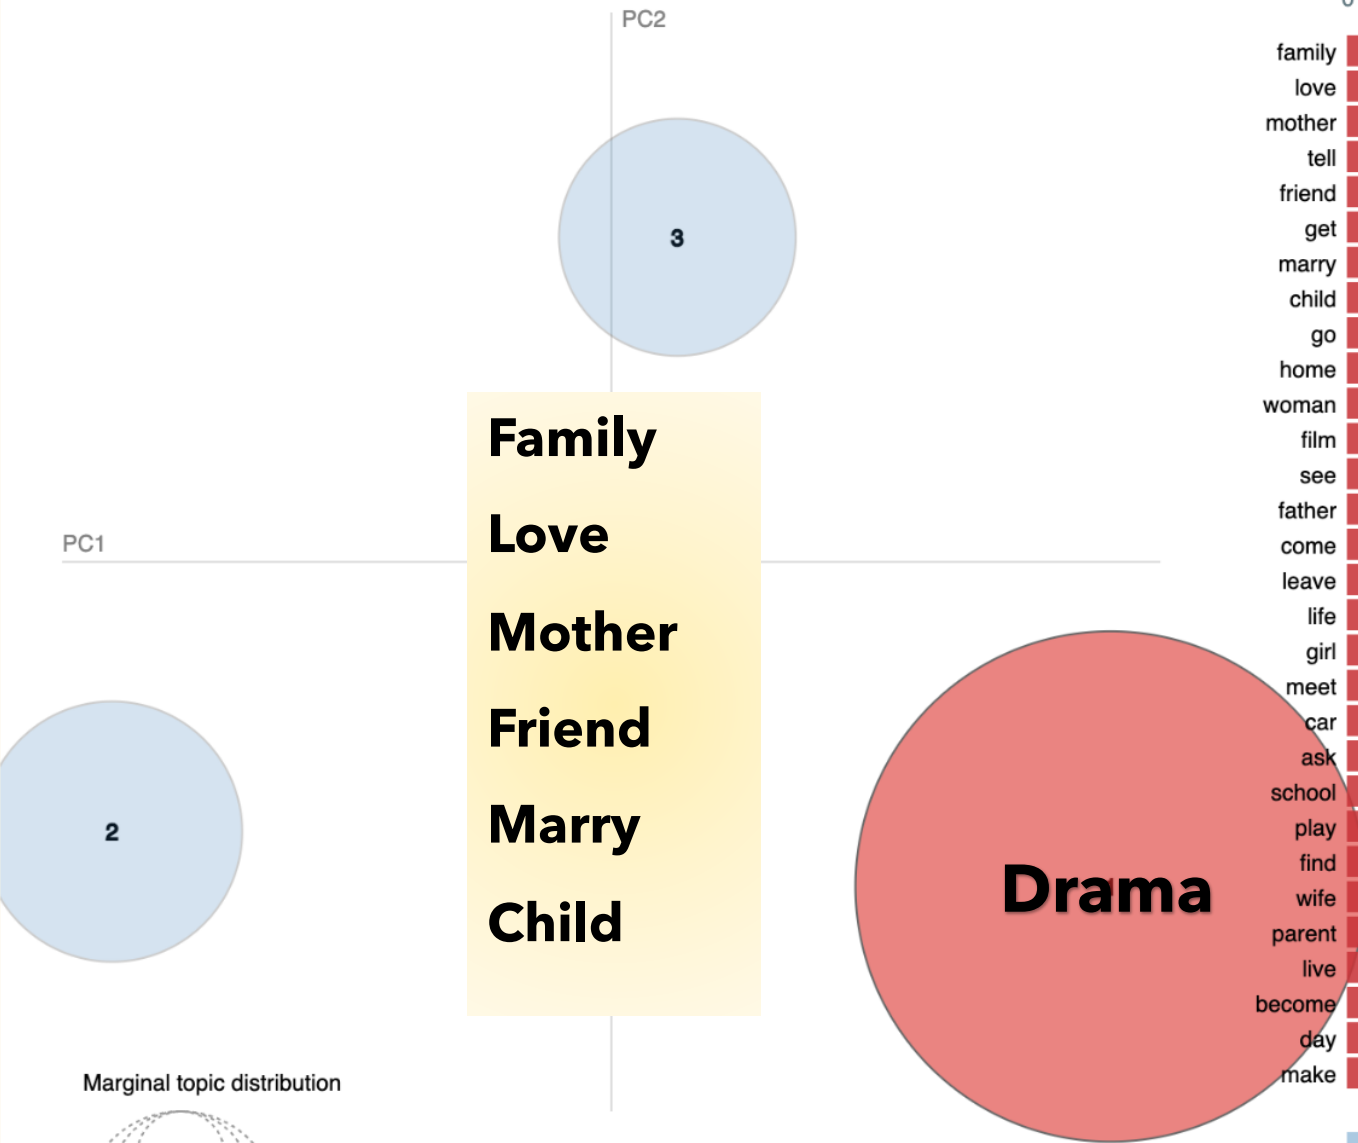 PC2
3
PC1
2
Family
Love
Mother
Friend
Marry
Child
Drama
Marginal topic distribution
family
love
mother
tell
friend
get
marry
child
go
home
woman
film
see
father
come
leave
life
girl
meet
car
ask
school
play
find
wife
parent
live
become
day
make